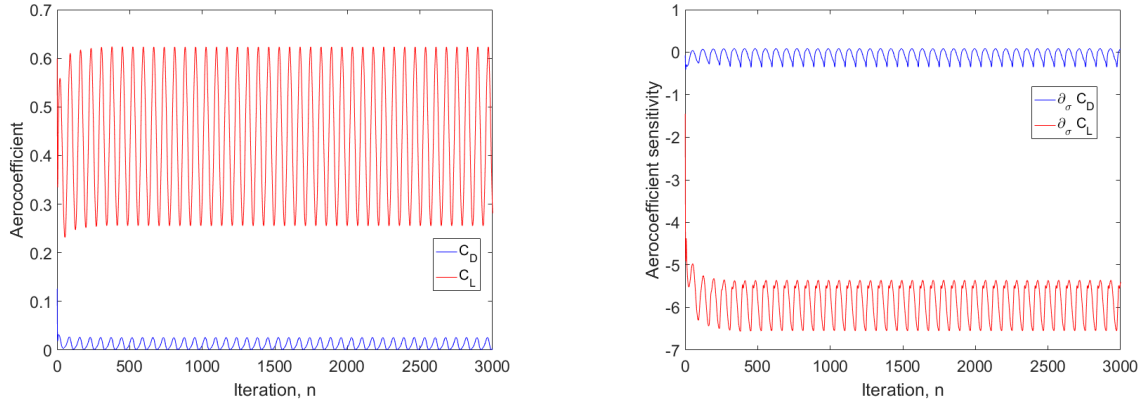 0.7
0.6
0.5
0.4
0.3
0.2
0.1
0
Aerocoefficient
C_D
C_L
0 500 1000 1500 2000 2500 3000
Iteration, n
1
0
-1
-2
-3
-4
-5
-6
-7
Aerocoefficient sensitivity
∂_σ C_D
∂_σ C_L
0 500 1000 1500 2000 2500 3000
Iteration, n